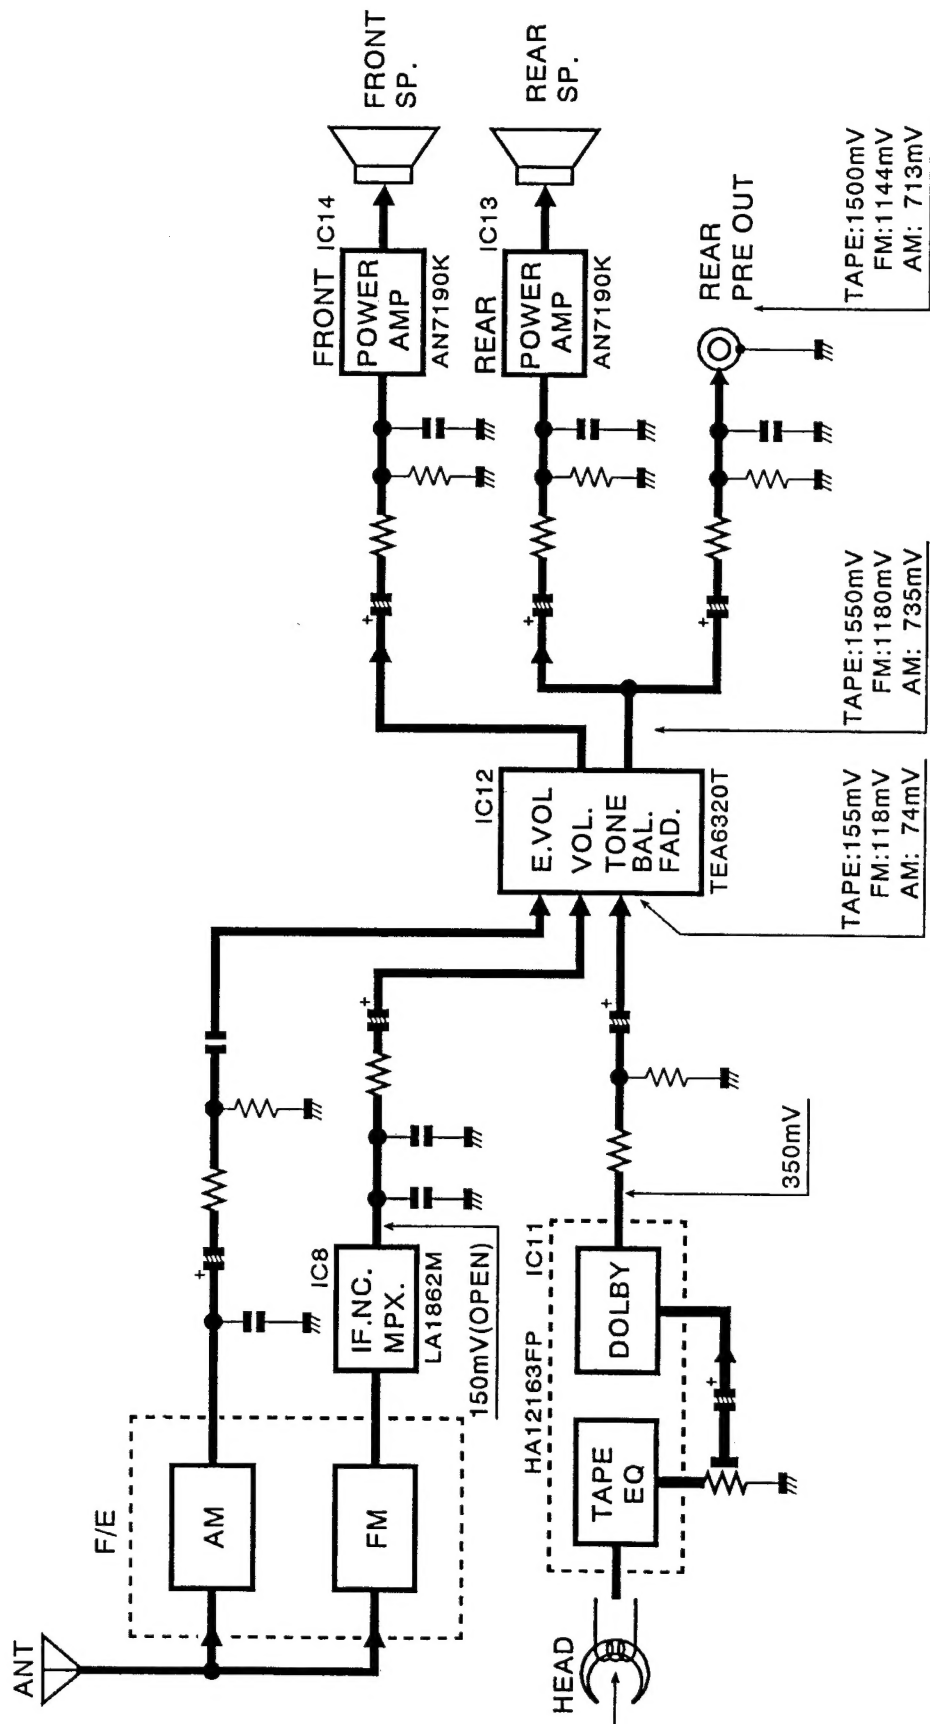 ANT
F/E
AM
FM
IC8
IF.NC.
MPX.
LA1862M
150mV(OPEN)
HEAD
HA12163FP
IC11
TAPE
EQ
DOLBY
350mV
IC12
E.VOL
VOL.
TONE
BAL.
FAD.
TEA6320T
TAPE:155mV
FM:118mV
AM: 74mV
TAPE:1550mV
FM:1180mV
AM: 735mV
FRONT IC14
POWER
AMP
AN7190K
FRONT
SP.
REAR IC13
POWER
AMP
AN7190K
REAR
SP.
REAR
PRE OUT
TAPE:1500mV
FM:1144mV
AM: 713mV
+
+
+
+
+
+
+